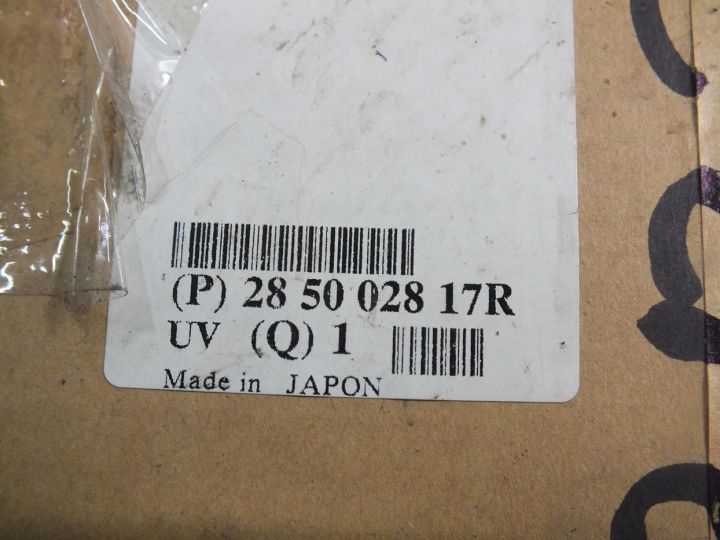 (P) 28 50 028 17R
UV (Q) 1
Made in JAPON